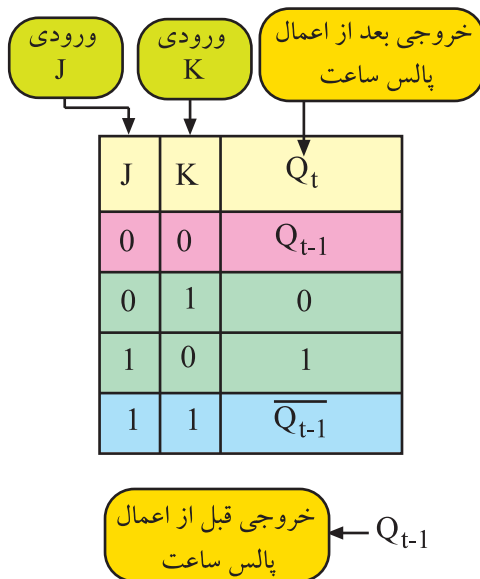 ورودی
J
ورودی
K
خروجی بعد از اعمال
پالس ساعت
J K Qt
0 0 Qt-1
0 1 0
1 0 1
1 1 Q̅t̅-̅1̅
خروجی قبل از اعمال
پالس ساعت
Qt-1